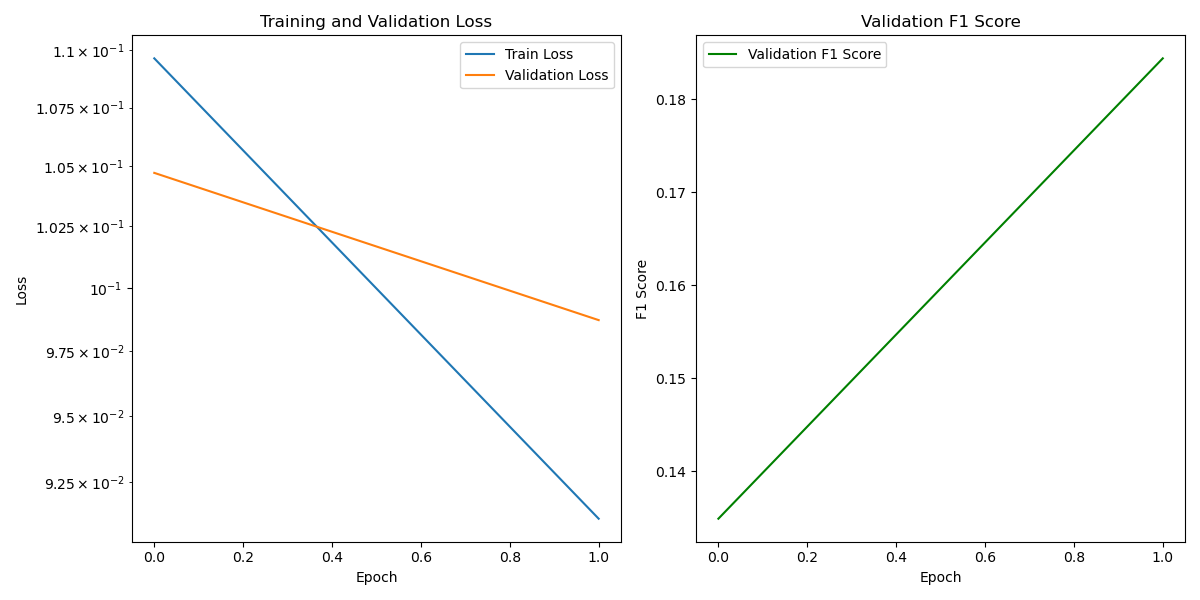 Training and Validation Loss
1.1 × 10⁻¹
1.075 × 10⁻¹
1.05 × 10⁻¹
1.025 × 10⁻¹
10⁻¹
9.75 × 10⁻²
9.5 × 10⁻²
9.25 × 10⁻²
Loss
Train Loss
Validation Loss
0.0 0.2 0.4 0.6 0.8 1.0
Epoch
Validation F1 Score
Validation F1 Score
0.18
0.17
0.16
0.15
0.14
F1 Score
0.0 0.2 0.4 0.6 0.8 1.0
Epoch